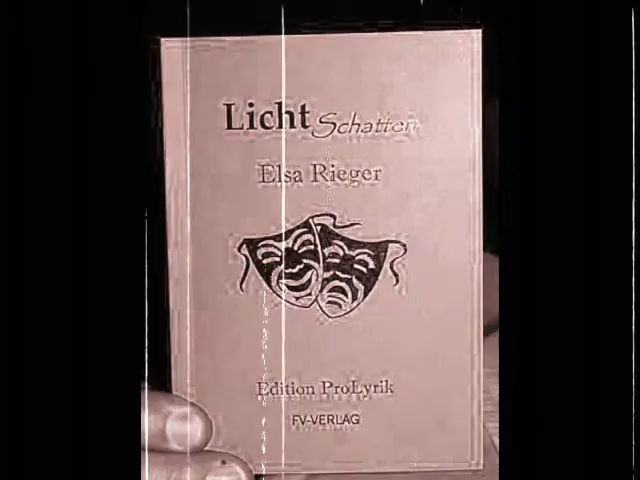 Licht Schatten
Elsa Rieger
Edition ProLyrik
FV-VERLAG